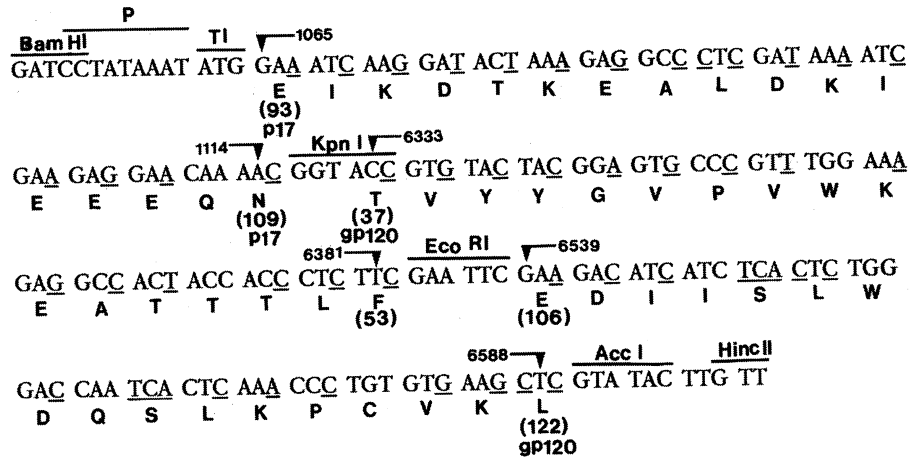 P
Bam HI TI 1065
GATCCTATAAAT ATG GAA ATC AAG GAT ACT AAA GAG GCC CTC GAT AAA ATC
E I K D T K E A L D K I
(93)
p17
1114 Kpn I 6333
GAA GAG GAA CAA AAC GGT ACC GTG TAC TAC GGA GTG CCC GTT TGG AAA
E E E Q N T V Y Y G V P V W K
(109) (37)
p17 gp120
6381 Eco RI 6539
GAG GCC ACT ACC ACC CTC TTC GAA TTC GAA GAC ATC ATC TCA CTC TGG
E A T T T L F E D I I S L W
(53) (106)
6588 Acc I Hinc II
GAC CAA TCA CTC AAA CCC TGT GTG AAG CTC GTA TAC TTG TT
D Q S L K P C V K L
(122)
gp120